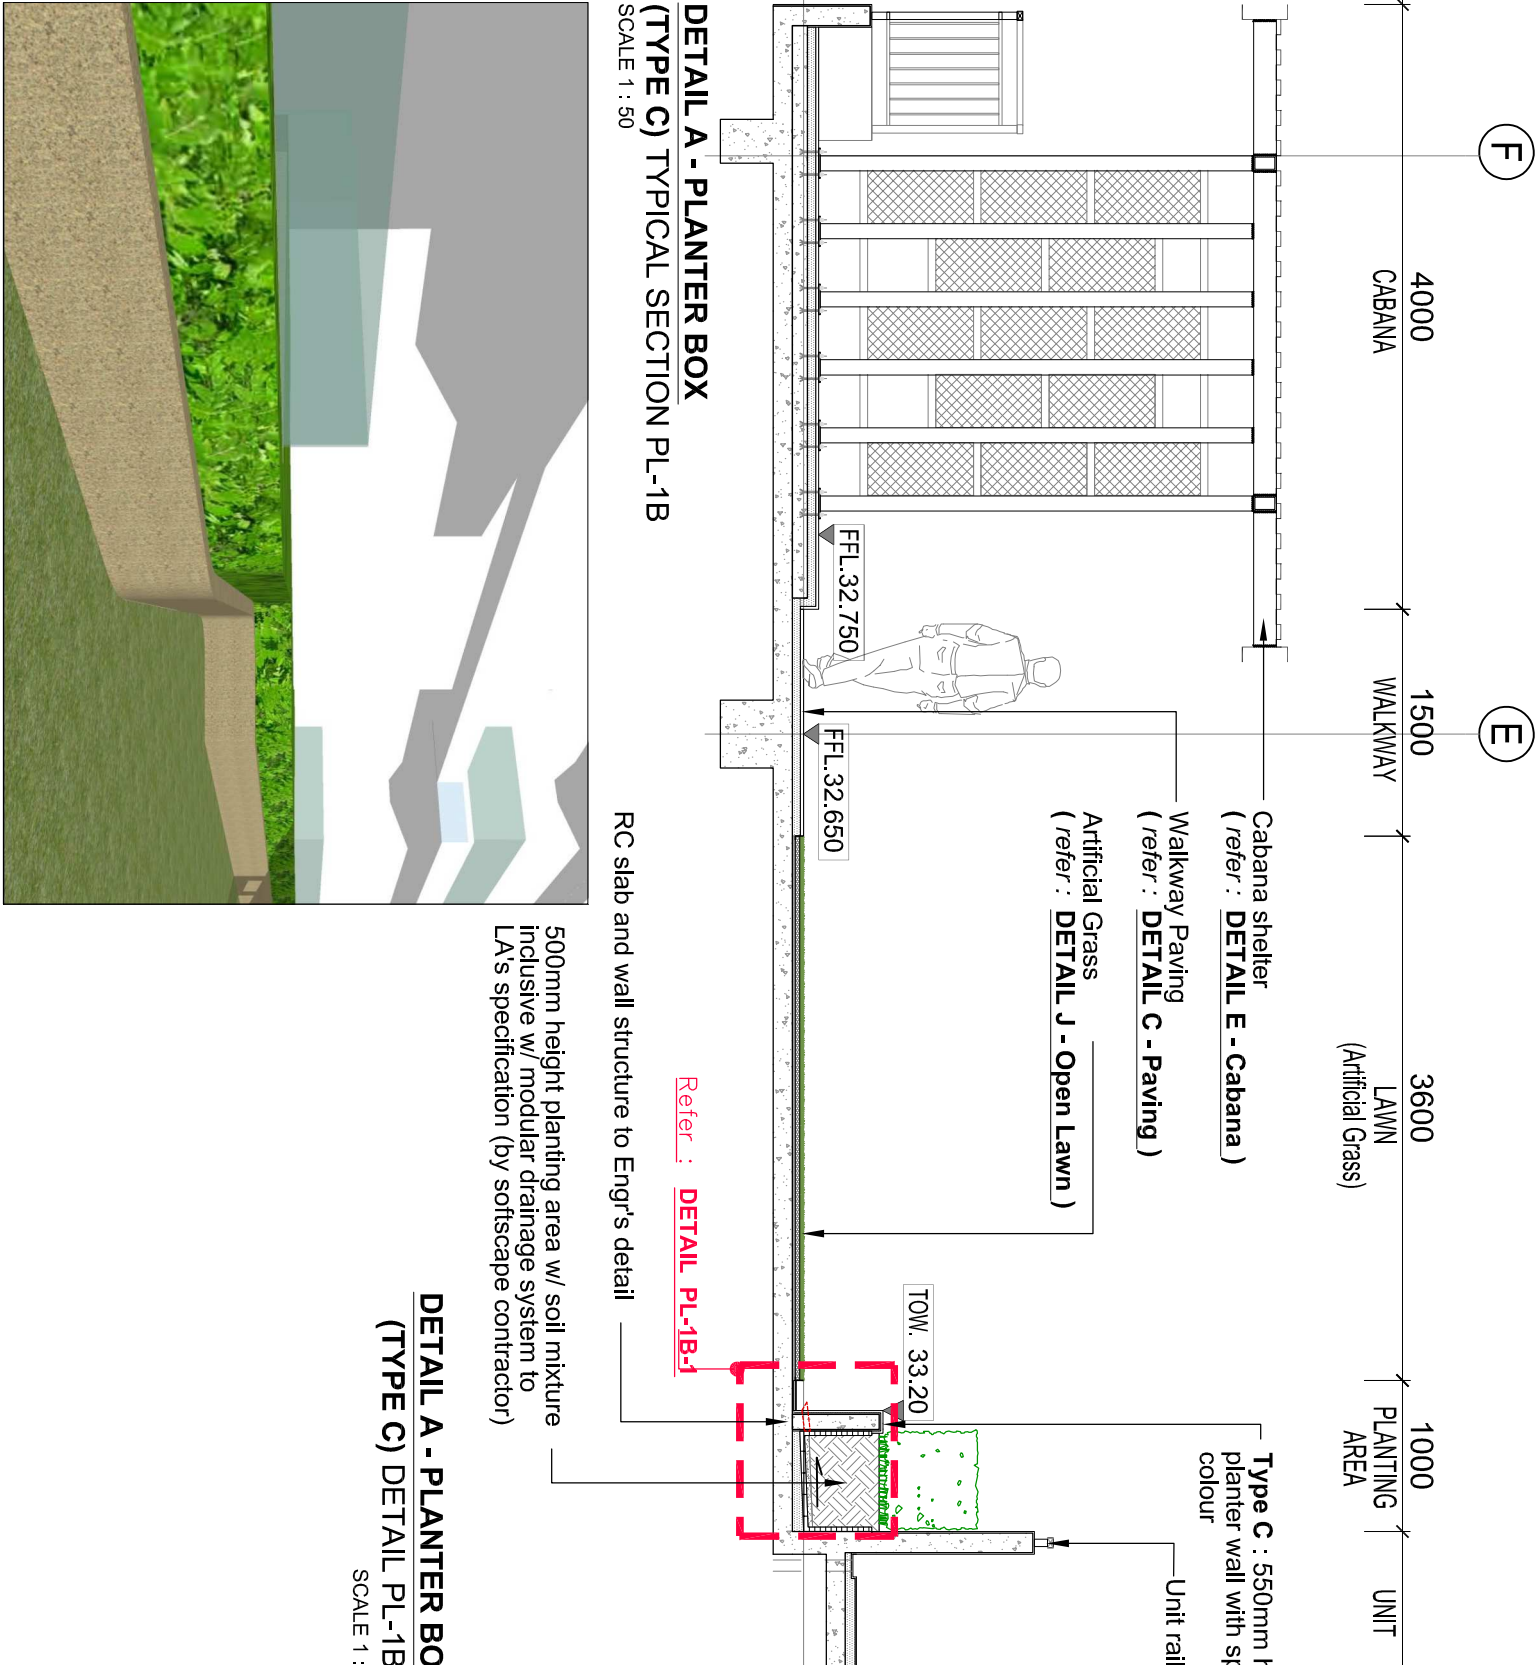 F
E
4000
CABANA
1500
WALKWAY
3600
LAWN
(Artificial Grass)
1000
PLANTING
AREA
UNIT
Cabana shelter
( refer : DETAIL E - Cabana )
Walkway Paving
( refer : DETAIL C - Paving )
Artificial Grass
( refer : DETAIL J - Open Lawn )
Type C : 550mm
planter wall with
colour
Unit
FFL.32.750
FFL.32.650
TOW. 33.20
DETAIL A - PLANTER BOX
(TYPE C) TYPICAL SECTION PL-1B
SCALE 1 : 50
Refer : DETAIL PL-1B-1
RC slab and wall structure to Engr's detail
500mm height planting area w/ soil mixture
inclusive w/ modular drainage system to
LA's specification (by softscape contractor)
DETAIL A - PLANTER
(TYPE C) DETAIL PL-1B
SCALE 1 :